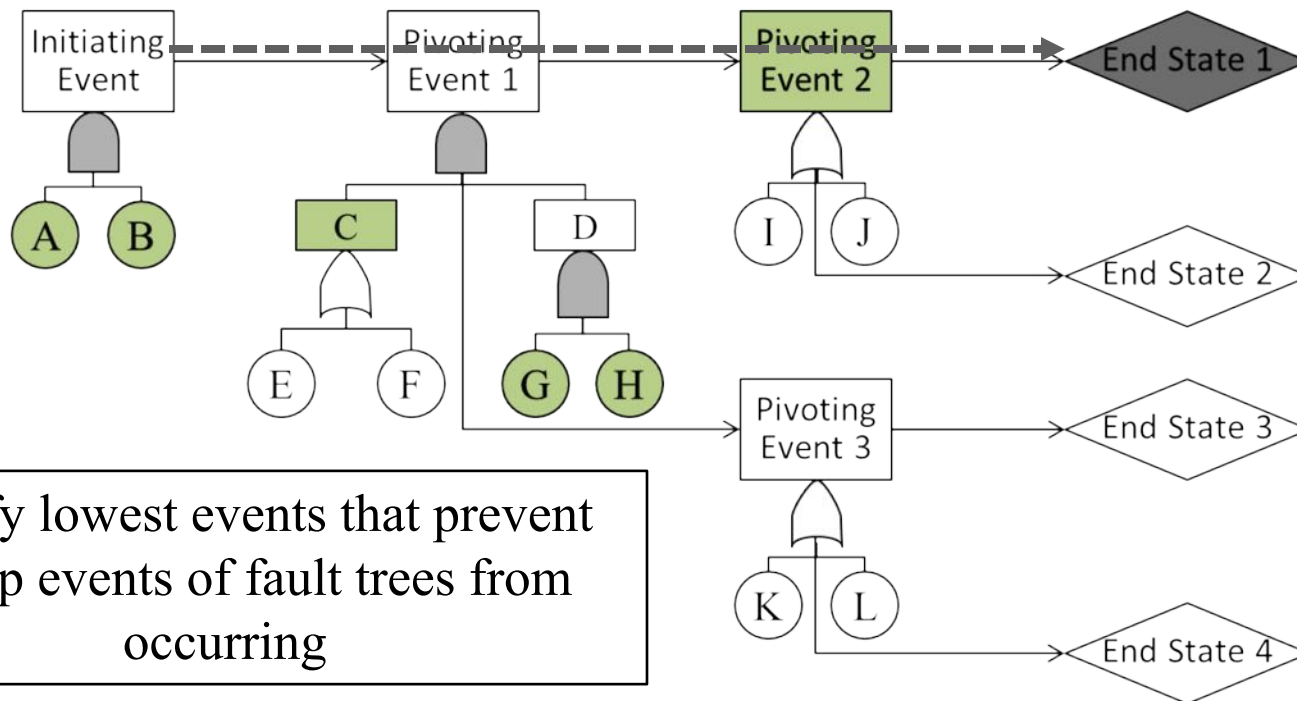 Initiating
Event
Pivoting
Event 1
Pivoting
Event 2
End State 1
A
B
C
D
I
J
End State 2
E
F
G
H
Pivoting
Event 3
End State 3
lowest events that prevent
events of fault trees from
occurring
K
L
End State 4